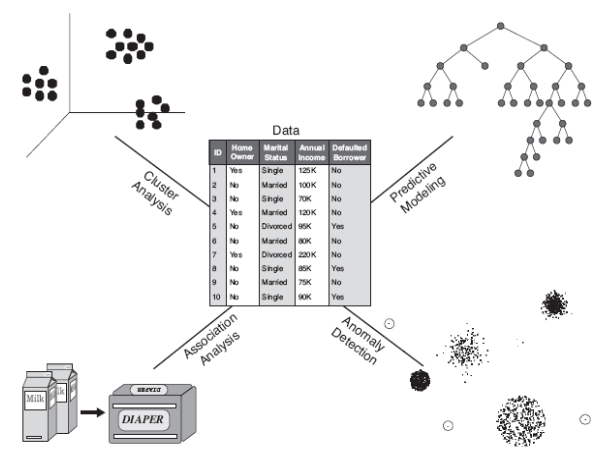 Data
ID Home Owner Marital Status Annual Income Defaulted Borrower
1 Yes Single 125K No
2 No Married 100K No
3 No Single 70K No
4 Yes Married 120K No
5 No Divorced 95K Yes
6 No Married 80K No
7 Yes Divorced 220K No
8 No Single 85K Yes
9 No Married 75K No
10 No Single 90K Yes
Cluster
Analysis
Predictive
Modeling
Association
Analysis
Anomaly
Detection
Milk
lk
DIAPER
DIAPER